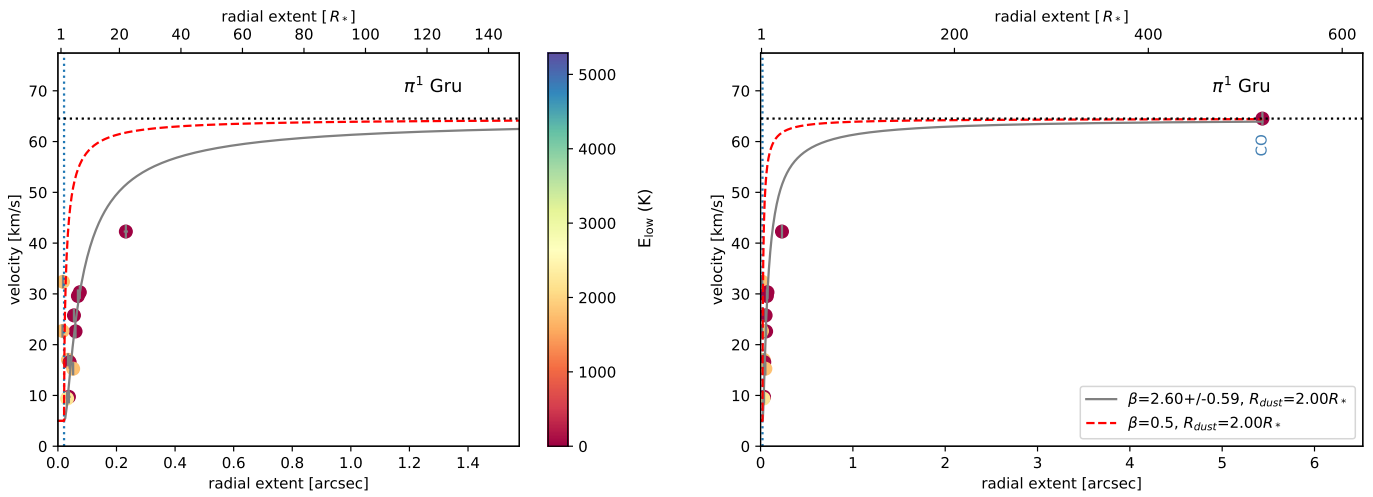 radial extent [ R* ]
1 20 40 60 80 100 120 140
π¹ Gru
velocity [km/s]
70
60
50
40
30
20
10
0
0.0 0.2 0.4 0.6 0.8 1.0 1.2 1.4
radial extent [arcsec]
5000
4000
3000
2000
1000
0
E_low (K)
radial extent [ R* ]
1 200 400 600
π¹ Gru
CO
velocity [km/s]
70
60
50
40
30
20
10
0
β=2.60+/-0.59, R_dust=2.00R*
β=0.5, R_dust=2.00R*
0 1 2 3 4 5 6
radial extent [arcsec]